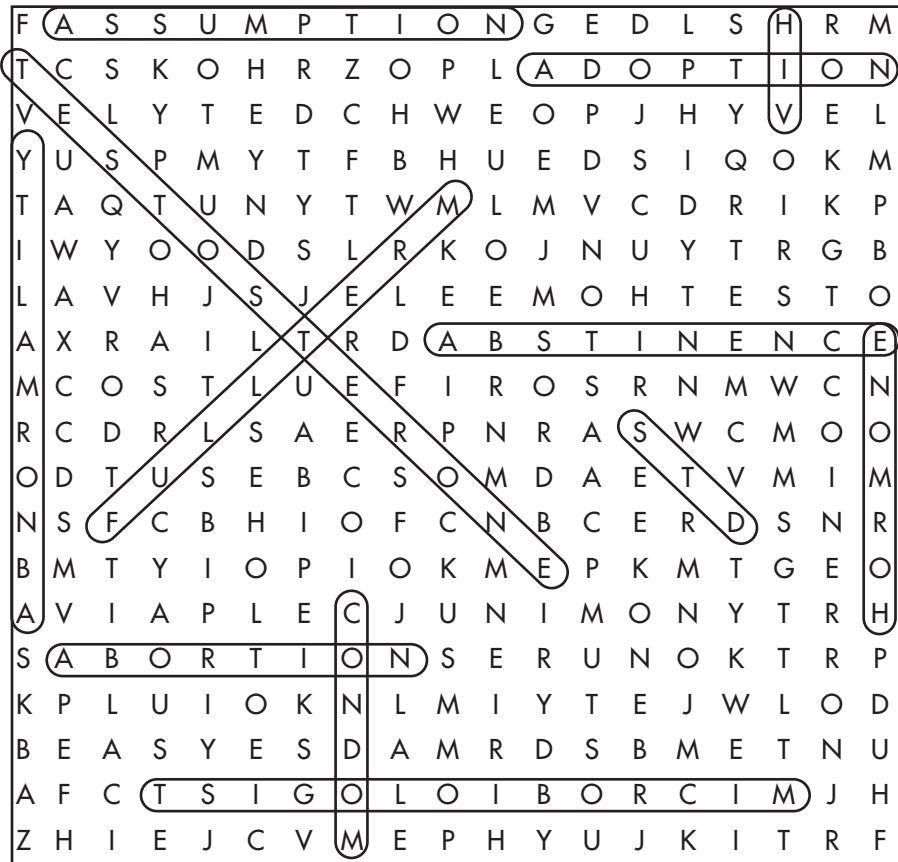 F A S S U M P T I O N G E D L S H R M
T C S K O H R Z O P L A D O P T I O N
V E L Y T E D C H W E O P J H Y V E L
Y U S P M Y T F B H U E D S I Q O K M
T A Q T U N Y T W M L M V C D R I K P
I W Y O O D S L R K O J N U Y T R G B
L A V H J S J E L E E M O H T E S T O
A X R A I L T R D A B S T I N E N C E
M C O S T L U E F I R O S R N M W C N
R C D R L S A E R P N R A S W C M O O
O D T U S E B C S O M D A E T V M I M
N S F C B H I O F C N B C E R D S N R
B M T Y I O P I O K M E P K M T G E O
A V I A P L E C J U N I M O N Y T R H
S A B O R T I O N S E R U N O K T R P
K P L U I O K N L M I Y T E J W L O D
B E A S Y E S D A M R D S B M E T N U
A F C T S I G O L O I B O R C I M J H
Z H I E J C V M E P H Y U J K I T R F